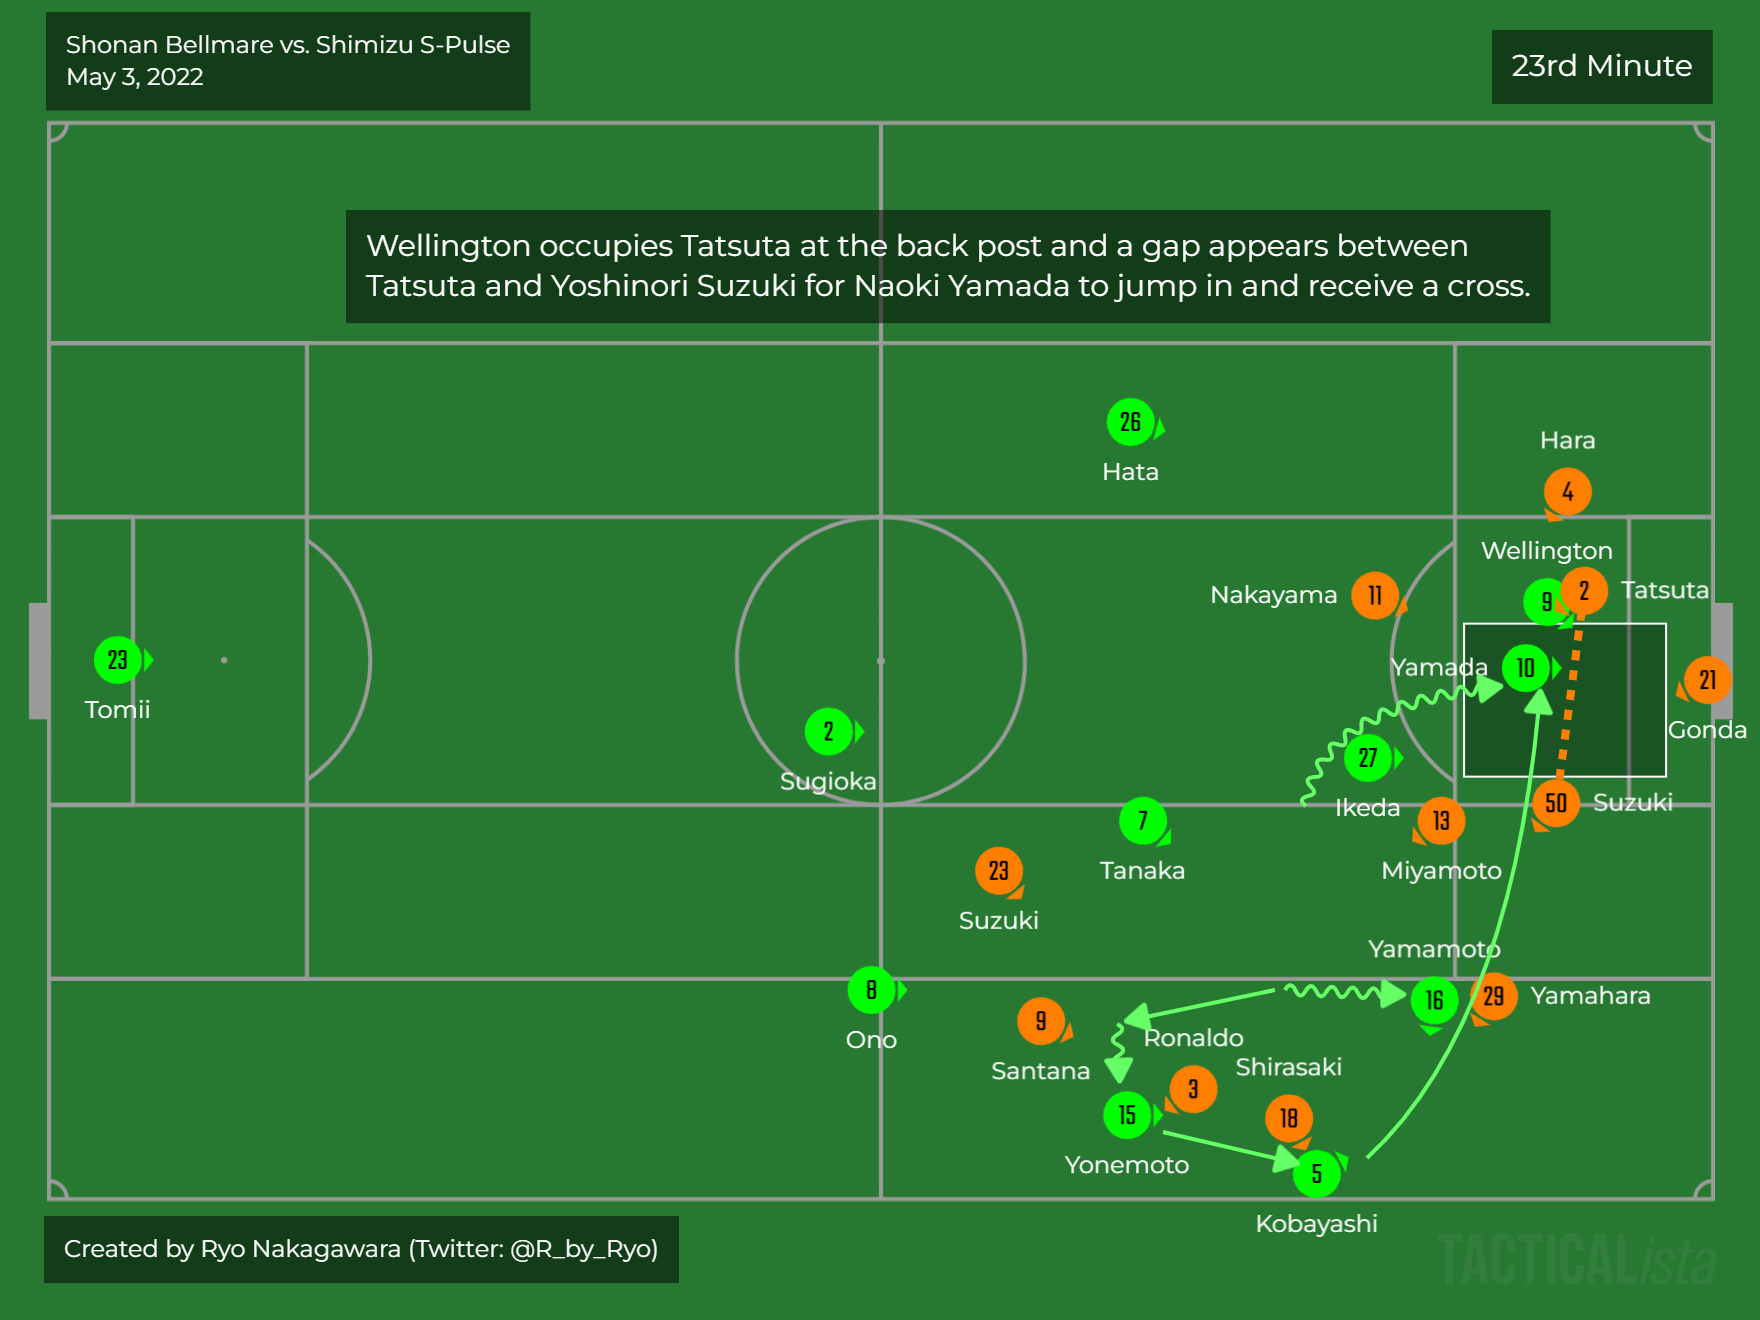 Shonan Bellmare vs. Shimizu S-Pulse
May 3, 2022
23rd Minute
Wellington occupies Tatsuta at the back post and a gap appears between
Tatsuta and Yoshinori Suzuki for Naoki Yamada to jump in and receive a cross.
26
Hata
Hara
4
Wellington
9
2
Tatsuta
Nakayama
11
23
Tomii
Yamada
10
21
Gonda
2
Sugioka
27
Ikeda
7
Tanaka
13
Miyamoto
50
Suzuki
23
Suzuki
Yamamoto
16
29
Yamahara
8
Ono
9
Santana
Ronaldo
3
Shirasaki
18
15
Yonemoto
5
Kobayashi
Created by Ryo Nakagawara (Twitter: @R_by_Ryo)
TACTICALista